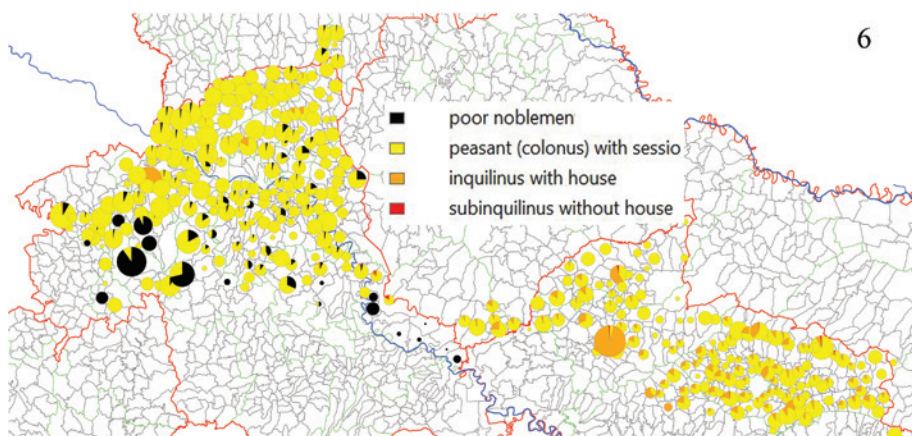 6
poor noblemen
peasant (colonus) with sessio
inquilinus with house
subinquilinus without house